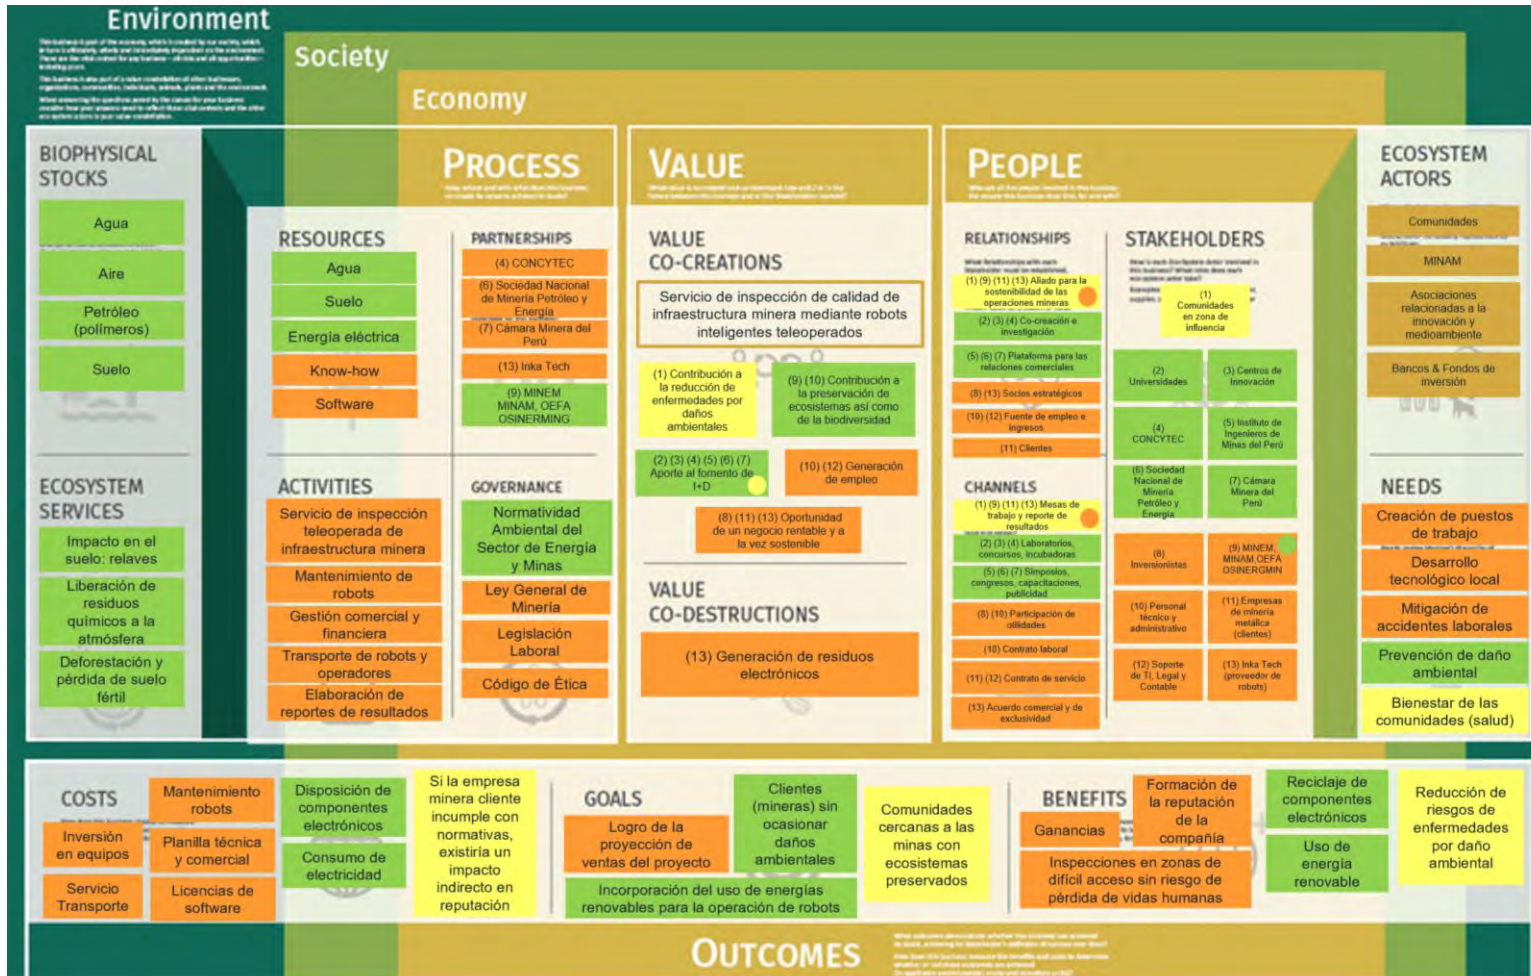 Environment
Society
Economy
BIOPHYSICAL
STOCKS
Agua
Aire
Petróleo
(polímeros)
Suelo
ECOSYSTEM
SERVICES
Impacto en el
suelo: relaves
Liberación de
residuos
químicos a la
atmósfera
Deforestación y
pérdida de suelo
fértil
PROCESS
RESOURCES
Agua
Suelo
Energía eléctrica
Know-how
Software
PARTNERSHIPS
(4) CONCYTEC
(6) Sociedad Nacional
de Minería Petróleo y
Energía
(7) Cámara Minera del
Perú
(13) Inka Tech
(9) MINEM
MINAM, OEFA
OSINERMING
ACTIVITIES
Servicio de inspección
teleoperada de
infraestructura minera
Mantenimiento de
robots
Gestión comercial y
financiera
Transporte de robots y
operadores
Elaboración de
reportes de resultados
GOVERNANCE
Normatividad
Ambiental del
Sector de Energía
y Minas
Ley General de
Minería
Legislación
Laboral
Código de Ética
VALUE
VALUE
CO-CREATIONS
Servicio de inspección de calidad de
infraestructura minera mediante robots
inteligentes teleoperados
(1) Contribución a
la reducción de
enfermedades por
daños
ambientales
(9) (10) Contribución a
la preservación de
ecosistemas así como
de la biodiversidad
(2) (3) (4) (5) (6) (7)
Aporte al fomento de
I+D
(10) (12) Generación
de empleo
(8) (11) (13) Oportunidad
de un negocio rentable y a
la vez sostenible
VALUE
CO-DESTRUCTIONS
(13) Generación de residuos
electrónicos
PEOPLE
RELATIONSHIPS
(1) (9) (11) (13) Aliado para la
sostenibilidad de las
operaciones mineras
(2) (3) (4) Co-creación e
investigación
(5) (6) (7) Plataforma para las
relaciones comerciales
(8) (13) Socios estratégicos
(10) (12) Fuente de empleo e
ingresos
(11) Clientes
CHANNELS
(1) (9) (11) (13) Mesas de
trabajo y reporte de
resultados
(2) (3) (4) Laboratorios,
concursos, incubadoras
(5) (6) (7) Simposios,
congresos, capacitaciones,
publicidad
(8) (10) Participación de
utilidades
(10) Contrato laboral
(11) (12) Contrato de servicio
(13) Acuerdo comercial y de
exclusividad
STAKEHOLDERS
(1)
Comunidades
en zona de
influencia
(2)
Universidades
(3) Centros de
Innovación
(4)
CONCYTEC
(5) Instituto de
Ingenieros de
Minas del Perú
(6) Sociedad
Nacional de
Minería
Petróleo y
Energía
(7) Cámara
Minera del
Perú
(8)
Inversionistas
(9) MINEM,
MINAM,OEFA
OSINERGMIN
(10) Personal
técnico y
administrativo
(11) Empresas
de minería
metálica
(clientes)
(12) Soporte
de TI, Legal y
Contable
(13) Inka Tech
(proveedor de
robots)
ECOSYSTEM
ACTORS
Comunidades
MINAM
Asociaciones
relacionadas a la
innovación y
medioambiente
Bancos & Fondos de
inversión
NEEDS
Creación de puestos
de trabajo
Desarrollo
tecnológico local
Mitigación de
accidentes laborales
Prevención de daño
ambiental
Bienestar de las
comunidades (salud)
COSTS
Inversión
en equipos
Servicio
Transporte
Mantenimiento
robots
Planilla técnica
y comercial
Licencias de
software
Disposición de
componentes
electrónicos
Consumo de
electricidad
Si la empresa
minera cliente
incumple con
normativas,
existiría un
impacto
indirecto en
reputación
GOALS
Logro de la
proyección de
ventas del proyecto
Clientes
(mineras) sin
ocasionar
daños
ambientales
Incorporación del uso de energías
renovables para la operación de robots
Comunidades
cercanas a las
minas con
ecosistemas
preservados
BENEFITS
Ganancias
Formación de
la reputación
de la
compañía
Inspecciones en zonas de
difícil acceso sin riesgo de
pérdida de vidas humanas
Reciclaje de
componentes
electrónicos
Uso de
energía
renovable
Reducción de
riesgos de
enfermedades
por daño
ambiental
OUTCOMES